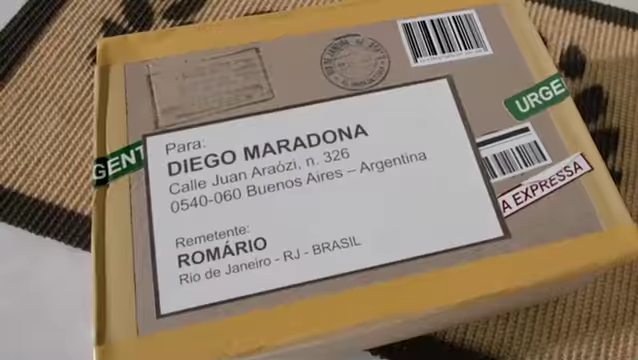 GENT
URGE
Para:
DIEGO MARADONA
Calle Juan Araózi, n. 326
0540-060 Buenos Aires – Argentina
Remetente:
ROMÁRIO
Rio de Janeiro - RJ - BRASIL
A EXPRESSA